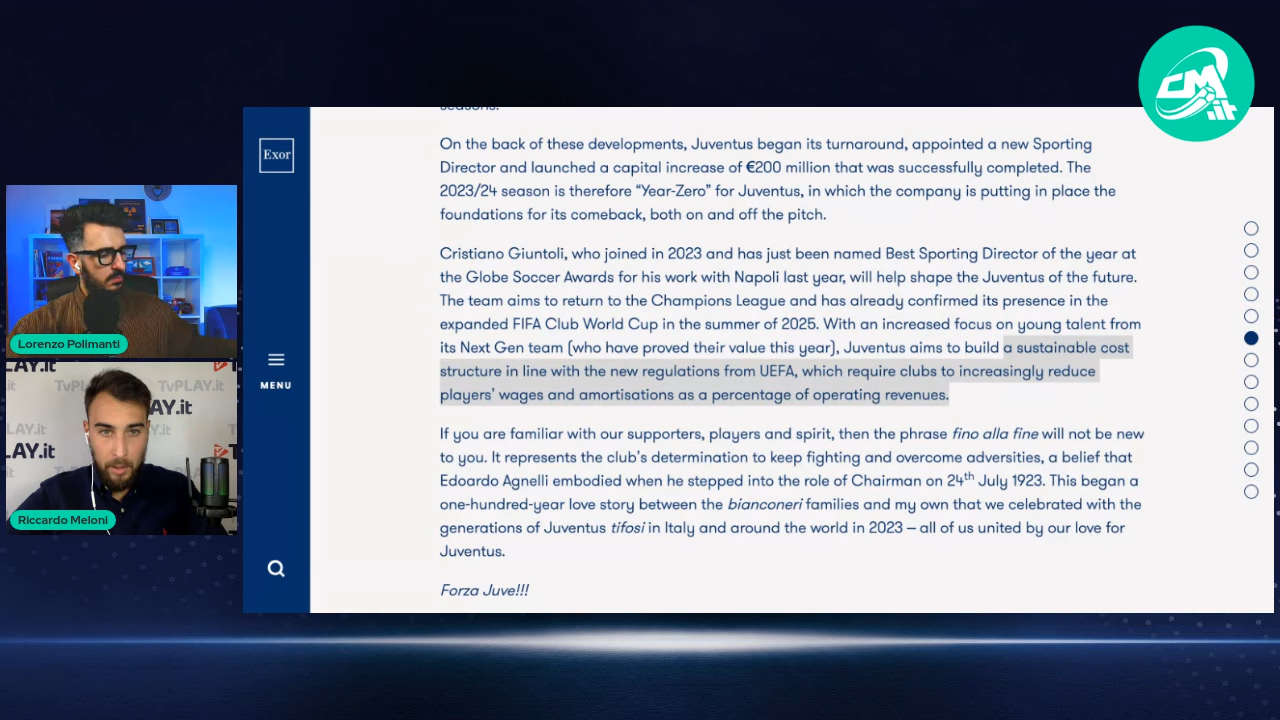 CM.it
seasons.
Exor
On the back of these developments, Juventus began its turnaround, appointed a new Sporting
Director and launched a capital increase of €200 million that was successfully completed. The
2023/24 season is therefore “Year-Zero” for Juventus, in which the company is putting in place the
foundations for its comeback, both on and off the pitch.
Cristiano Giuntoli, who joined in 2023 and has just been named Best Sporting Director of the year at
the Globe Soccer Awards for his work with Napoli last year, will help shape the Juventus of the future.
The team aims to return to the Champions League and has already confirmed its presence in the
expanded FIFA Club World Cup in the summer of 2025. With an increased focus on young talent from
its Next Gen team (who have proved their value this year), Juventus aims to build a sustainable cost
structure in line with the new regulations from UEFA, which require clubs to increasingly reduce
players’ wages and amortisations as a percentage of operating revenues.
If you are familiar with our supporters, players and spirit, then the phrase fino alla fine will not be new
to you. It represents the club’s determination to keep fighting and overcome adversities, a belief that
Edoardo Agnelli embodied when he stepped into the role of Chairman on 24th July 1923. This began a
one-hundred-year love story between the bianconeri families and my own that we celebrated with the
generations of Juventus tifosi in Italy and around the world in 2023 – all of us united by our love for
Juventus.
Forza Juve!!!
MENU
Lorenzo Polimanti
LAY.it
TvPLAY.it
LAY.it
Riccardo Meloni